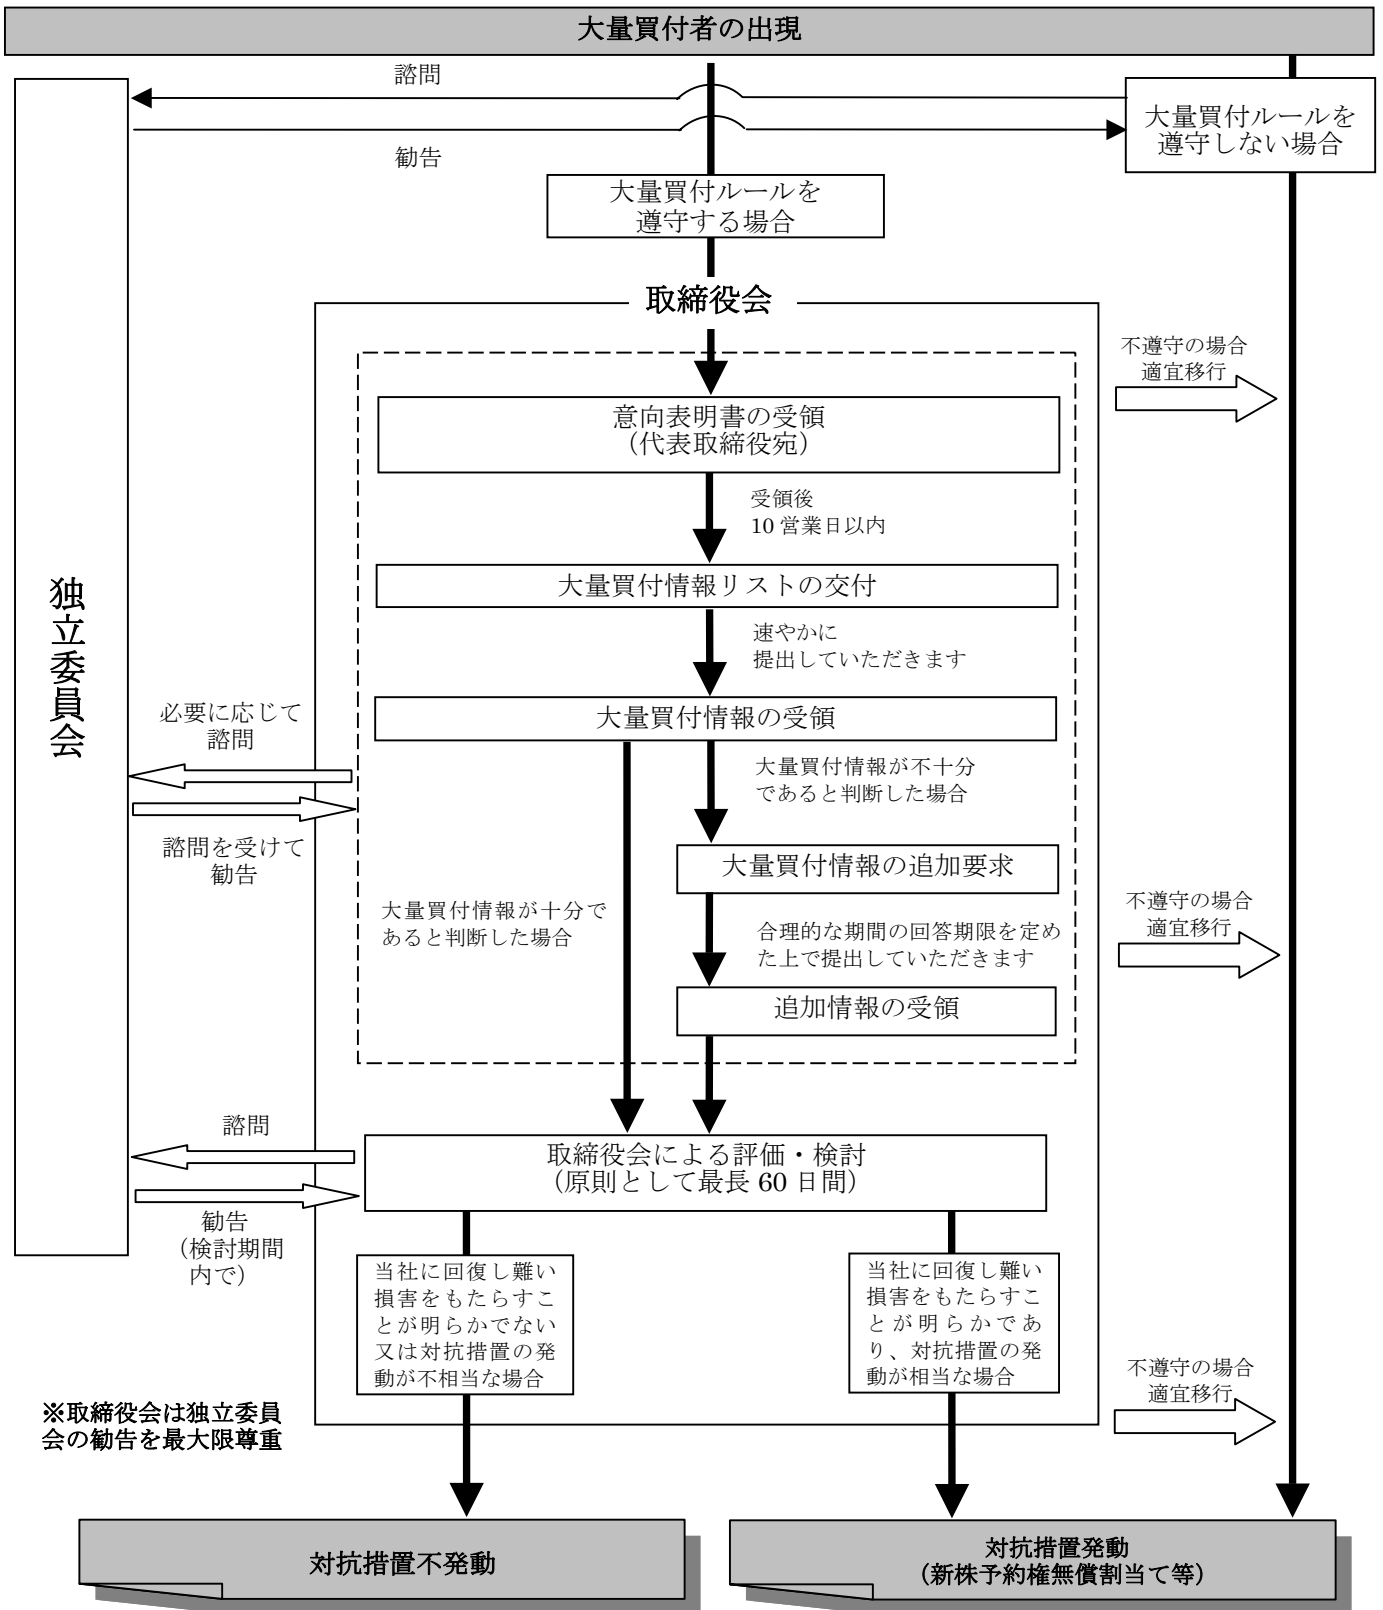 大量買付者の出現
諮問
勧告
大量買付ルールを
遵守しない場合
大量買付ルールを
遵守する場合
取締役会
不遵守の場合
適宜移行
意向表明書の受領
（代表取締役宛）
受領後
10 営業日以内
大量買付情報リストの交付
速やかに
提出していただきます
独立委員会
大量買付情報の受領
必要に応じて
諮問
大量買付情報が不十分
であると判断した場合
諮問を受けて
勧告
大量買付情報の追加要求
大量買付情報が十分で
あると判断した場合
合理的な期間の回答期限を定め
た上で提出していただきます
不遵守の場合
適宜移行
追加情報の受領
諮問
取締役会による評価・検討
（原則として最長 60 日間）
勧告
（検討期間
内で）
当社に回復し難い
損害をもたらすこ
とが明らかでない
又は対抗措置の発
動が不相当な場合
当社に回復し難い
損害をもたらすこ
とが明らかであ
り、対抗措置の発
動が相当な場合
不遵守の場合
適宜移行
※取締役会は独立委員
会の勧告を最大限尊重
対抗措置不発動
対抗措置発動
（新株予約権無償割当て等）